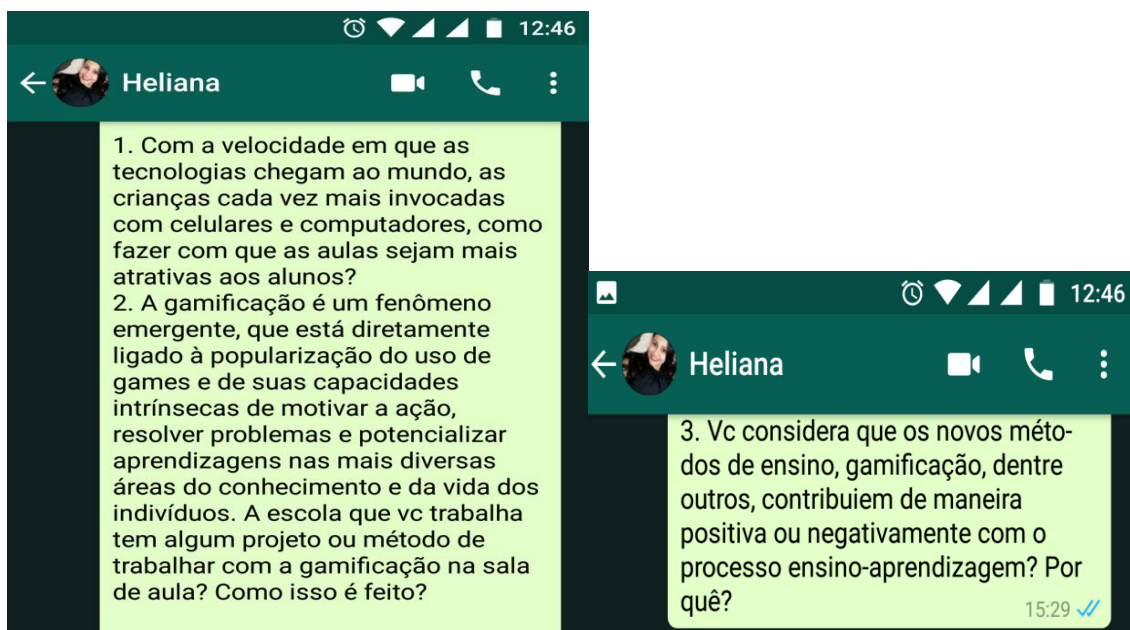 12:46
Heliana
1. Com a velocidade em que as
tecnologias chegam ao mundo, as
crianças cada vez mais invocadas
com celulares e computadores, como
fazer com que as aulas sejam mais
atrativas aos alunos?
2. A gamificação é um fenômeno
emergente, que está diretamente
ligado à popularização do uso de
games e de suas capacidades
intrínsecas de motivar a ação,
resolver problemas e potencializar
aprendizagens nas mais diversas
áreas do conhecimento e da vida dos
indivíduos. A escola que vc trabalha
tem algum projeto ou método de
trabalhar com a gamificação na sala
de aula? Como isso é feito?
12:46
Heliana
3. Vc considera que os novos méto-
dos de ensino, gamificação, dentre
outros, contribuiem de maneira
positiva ou negativamente com o
processo ensino-aprendizagem? Por
quê?
15:29